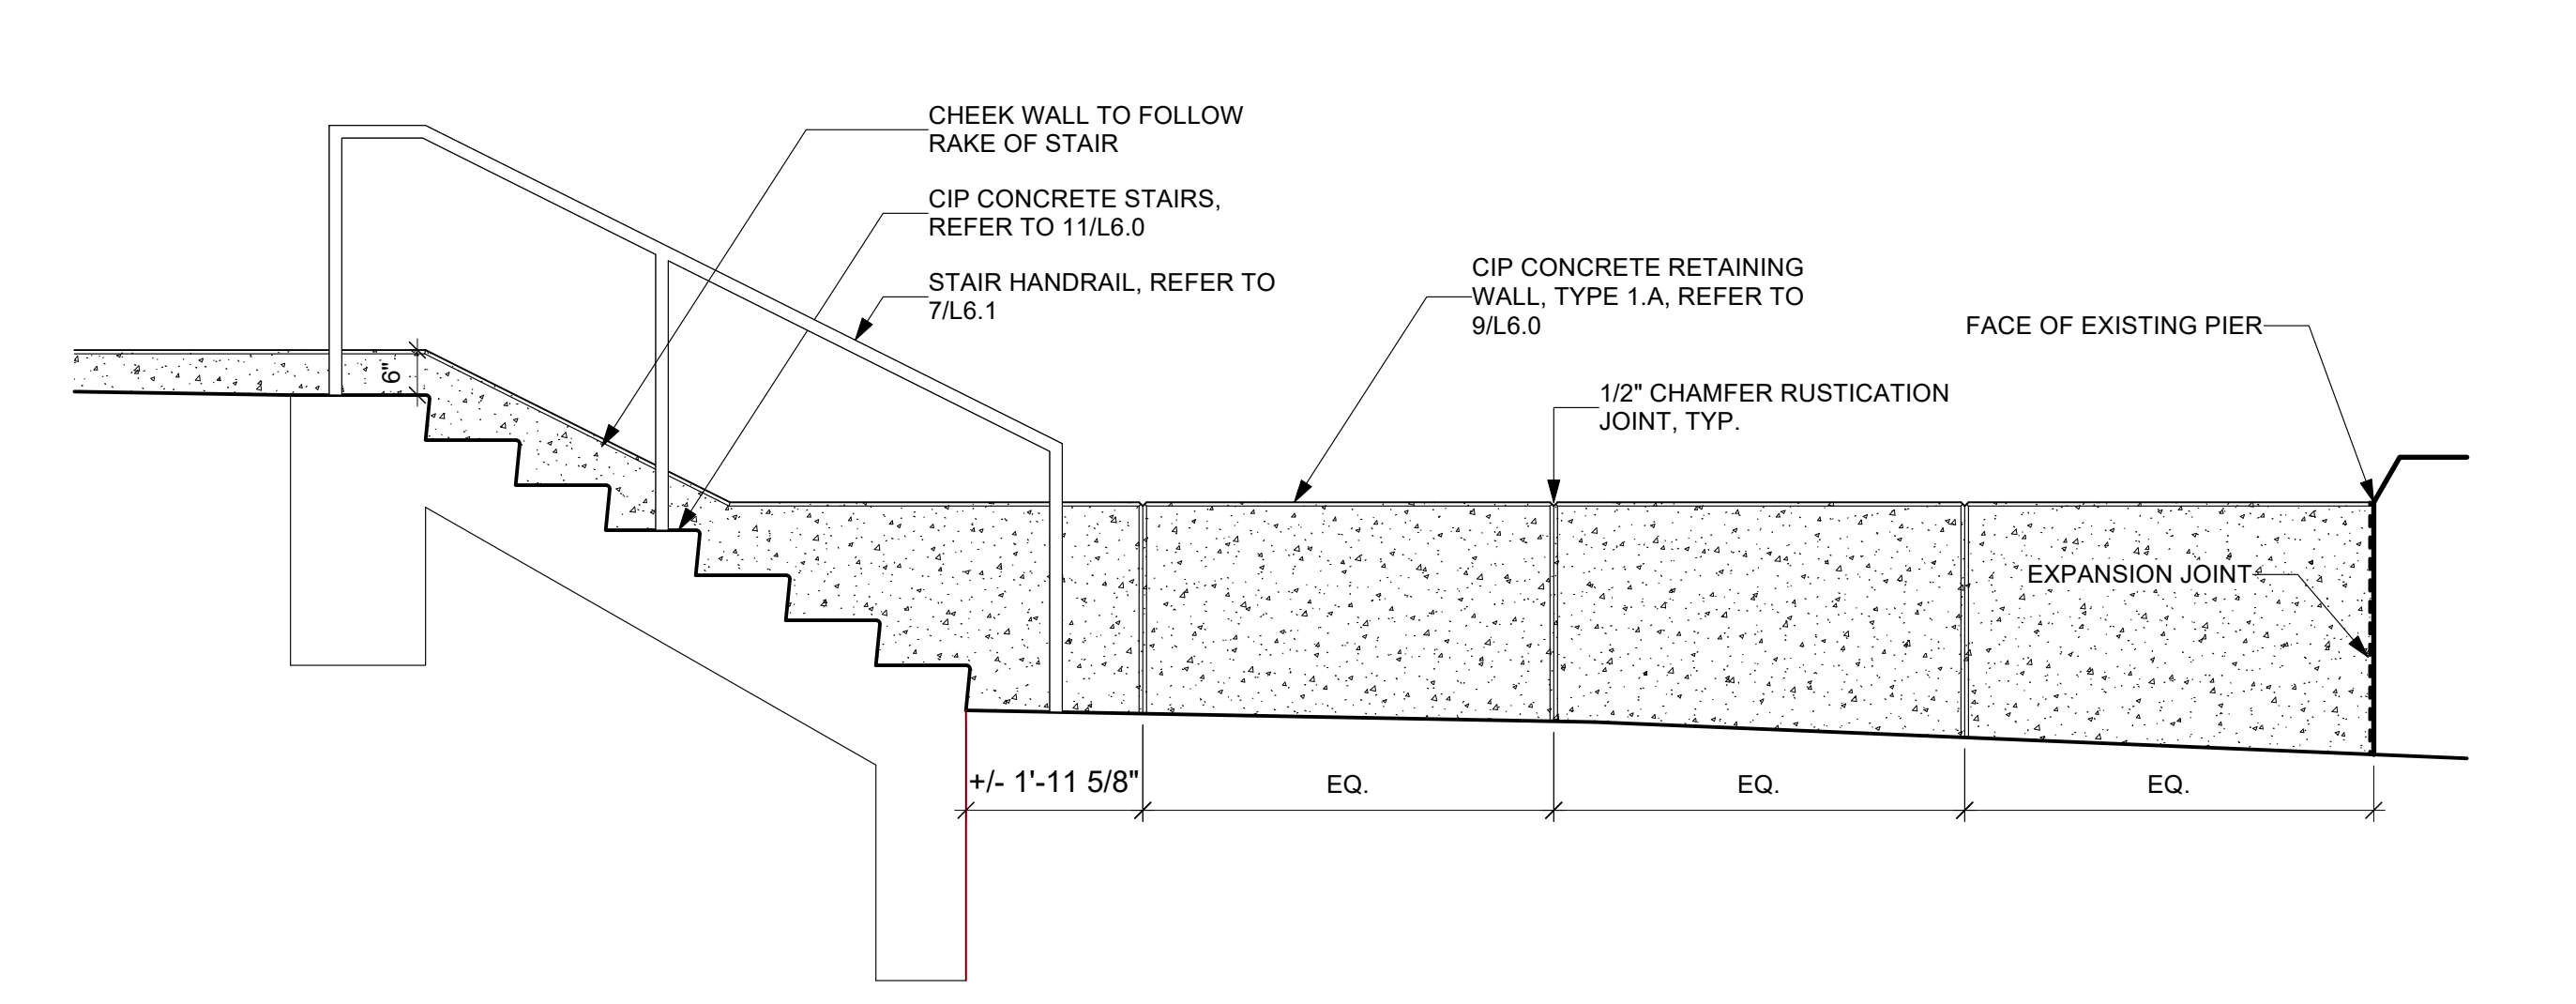 CHEEK WALL TO FOLLOW
RAKE OF STAIR
CIP CONCRETE STAIRS,
REFER TO 11/L6.0
STAIR HANDRAIL, REFER TO
7/L6.1
CIP CONCRETE RETAINING
WALL, TYPE 1.A, REFER TO
9/L6.0
FACE OF EXISTING PIER
1/2" CHAMFER RUSTICATION
JOINT, TYP.
6"
EXPANSION JOINT
+/- 1'-11 5/8"
EQ.
EQ.
EQ.